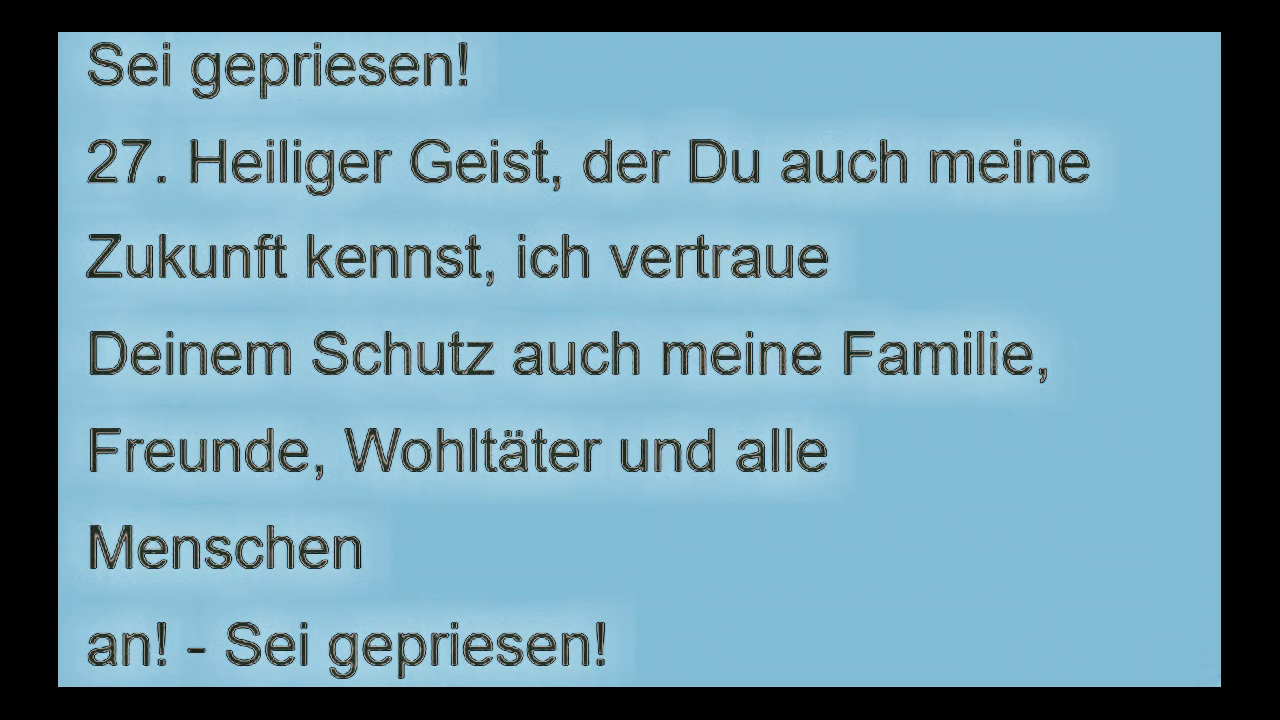 Sei gepriesen!
27. Heiliger Geist, der Du auch meine
Zukunft kennst, ich vertraue
Deinem Schutz auch meine Familie,
Freunde, Wohltäter und alle
Menschen
an! - Sei gepriesen!